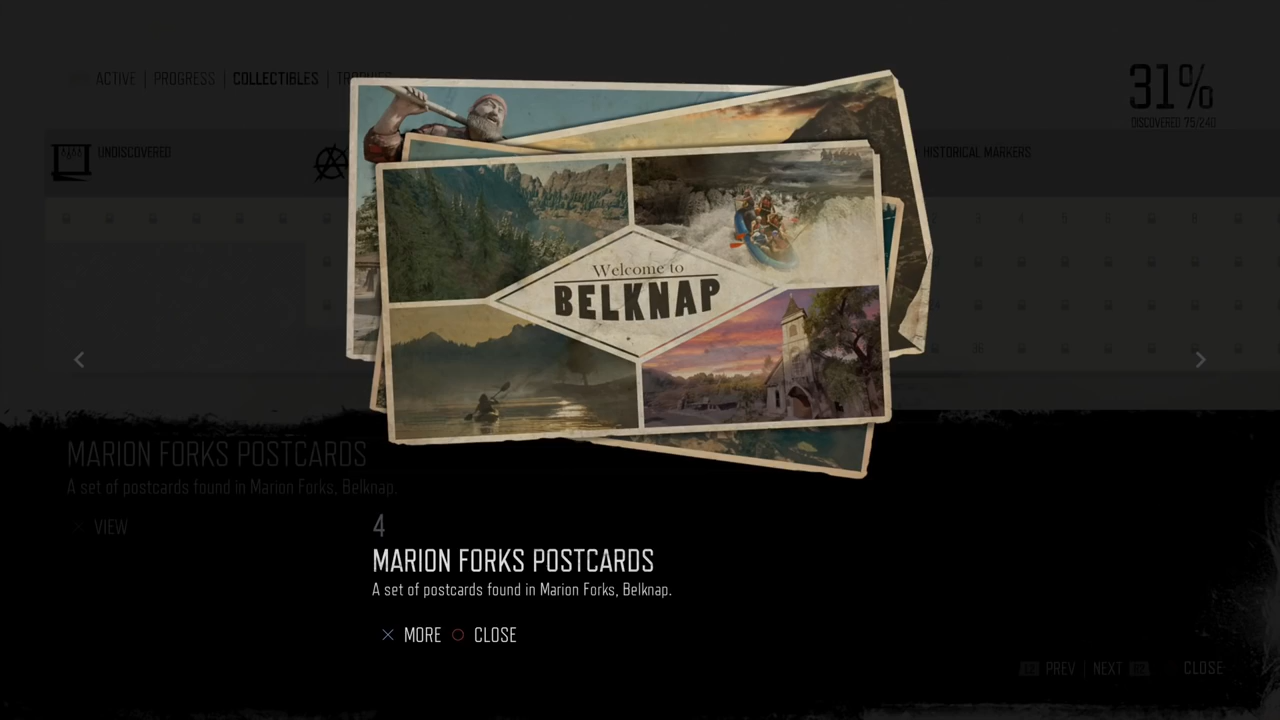 ACTIVE | PROGRESS | COLLECTIBLES | TROPHIES
31%
DISCOVERED 75/240
UNDISCOVERED
HISTORICAL MARKERS
Welcome to
BELKNAP
MARION FORKS POSTCARDS
A set of postcards found in Marion Forks, Belknap.
VIEW
4
MARION FORKS POSTCARDS
A set of postcards found in Marion Forks, Belknap.
MORE CLOSE
PREV | NEXT CLOSE